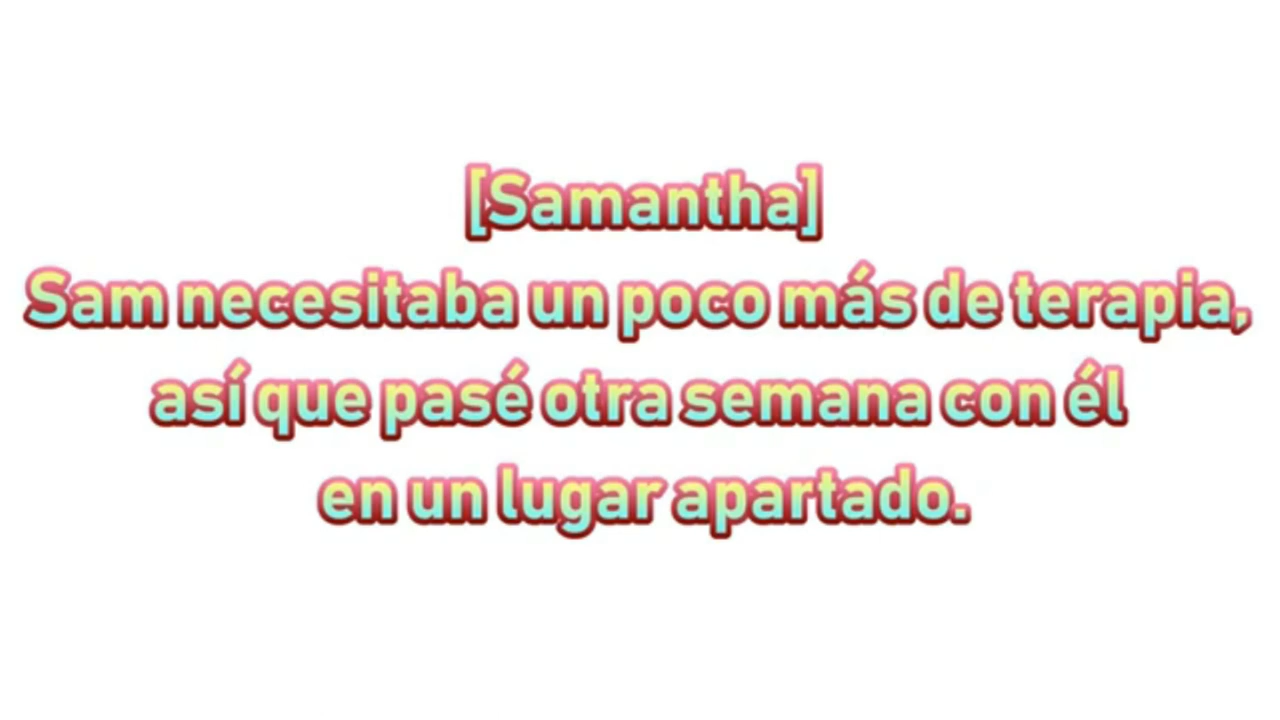 [Samantha]
Sam necesitaba un poco más de terapia,
así que pasé otra semana con él
en un lugar apartado.